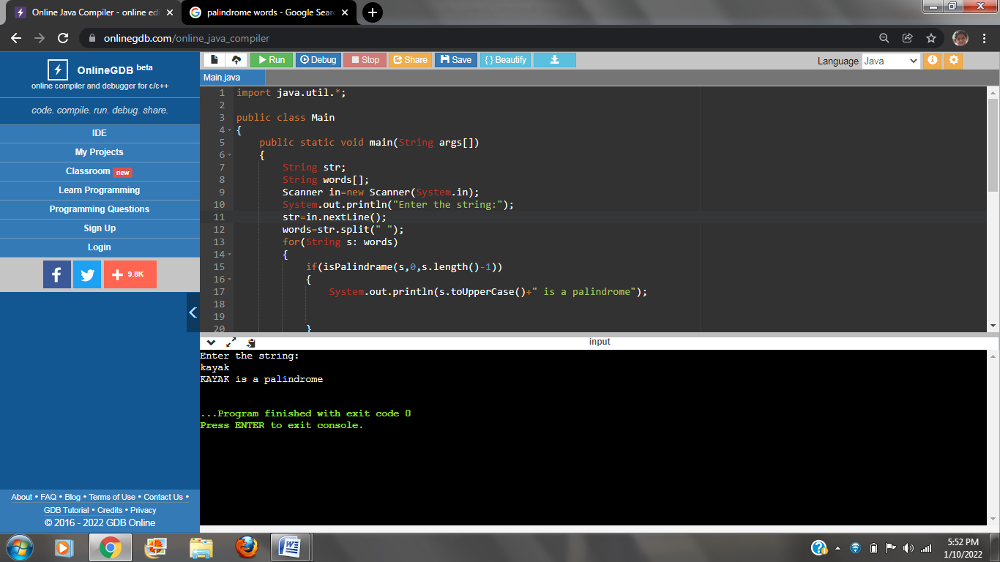 Online Java Compiler - online edi
palindrome words - Google Sear
onlinegdb.com/online_java_compiler
OnlineGDB beta
online compiler and debugger for c/c++
code. compile. run. debug. share.
IDE
My Projects
Classroom new
Learn Programming
Programming Questions
Sign Up
Login
9.8K
About • FAQ • Blog • Terms of Use • Contact Us •
GDB Tutorial • Credits • Privacy
© 2016 - 2022 GDB Online
Run Debug Stop Share Save { } Beautify
Language Java
Main.java
1 import java.util.*;
2
3 public class Main
4 {
5 public static void main(String args[])
6 {
7 String str;
8 String words[];
9 Scanner in=new Scanner(System.in);
10 System.out.println("Enter the string:");
11 str=in.nextLine();
12 words=str.split(" ");
13 for(String s: words)
14 {
15 if(isPalindrame(s,0,s.length()-1))
16 {
17 System.out.println(s.toUpperCase()+" is a palindrome");
18
19
20 }
input
Enter the string:
kayak
KAYAK is a palindrome
...Program finished with exit code 0
Press ENTER to exit console.
5:52 PM
1/10/2022